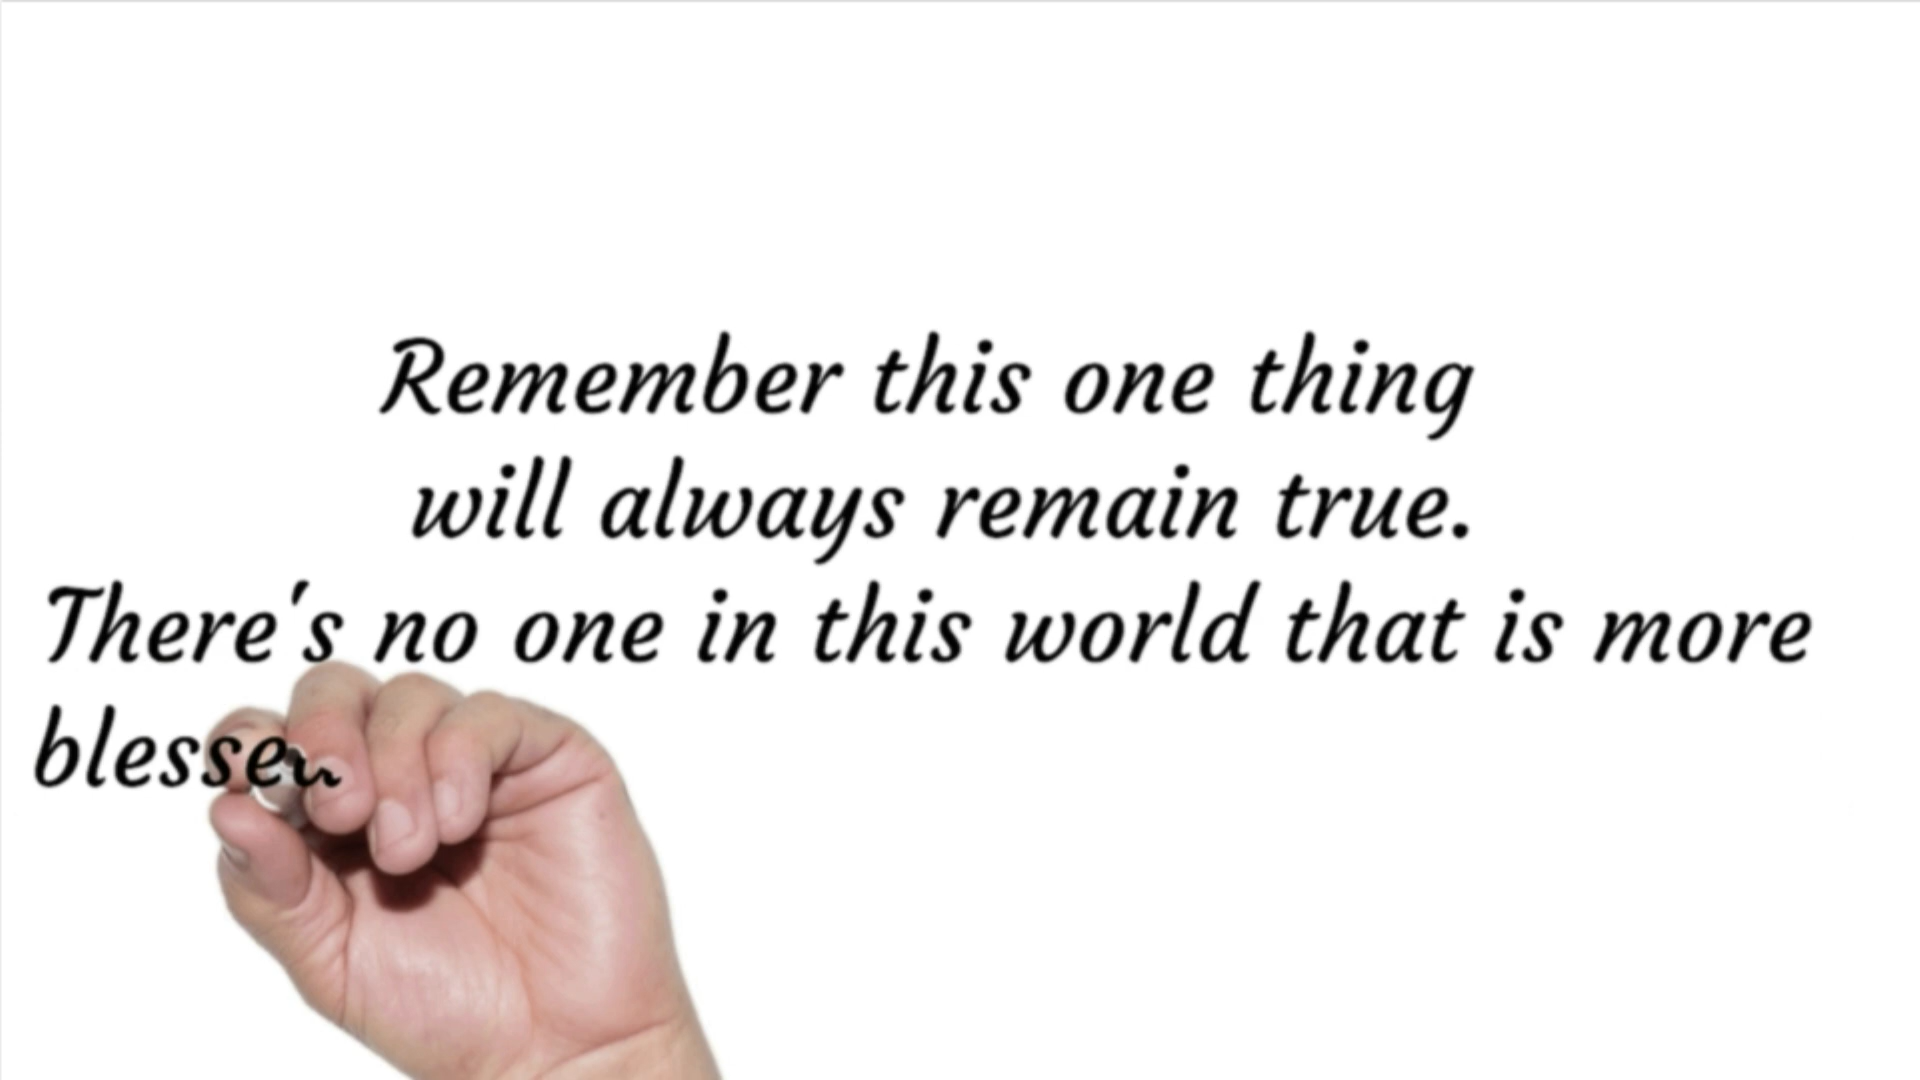 Remember this one thing
will always remain true.
There's no one in this world that is more